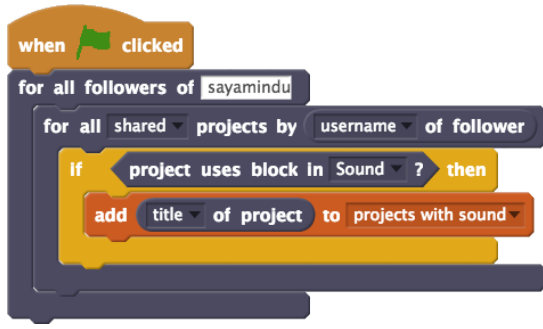 when clicked
for all followers of sayamindu
for all shared projects by username of follower
if project uses block in Sound ? then
add title of project to projects with sound